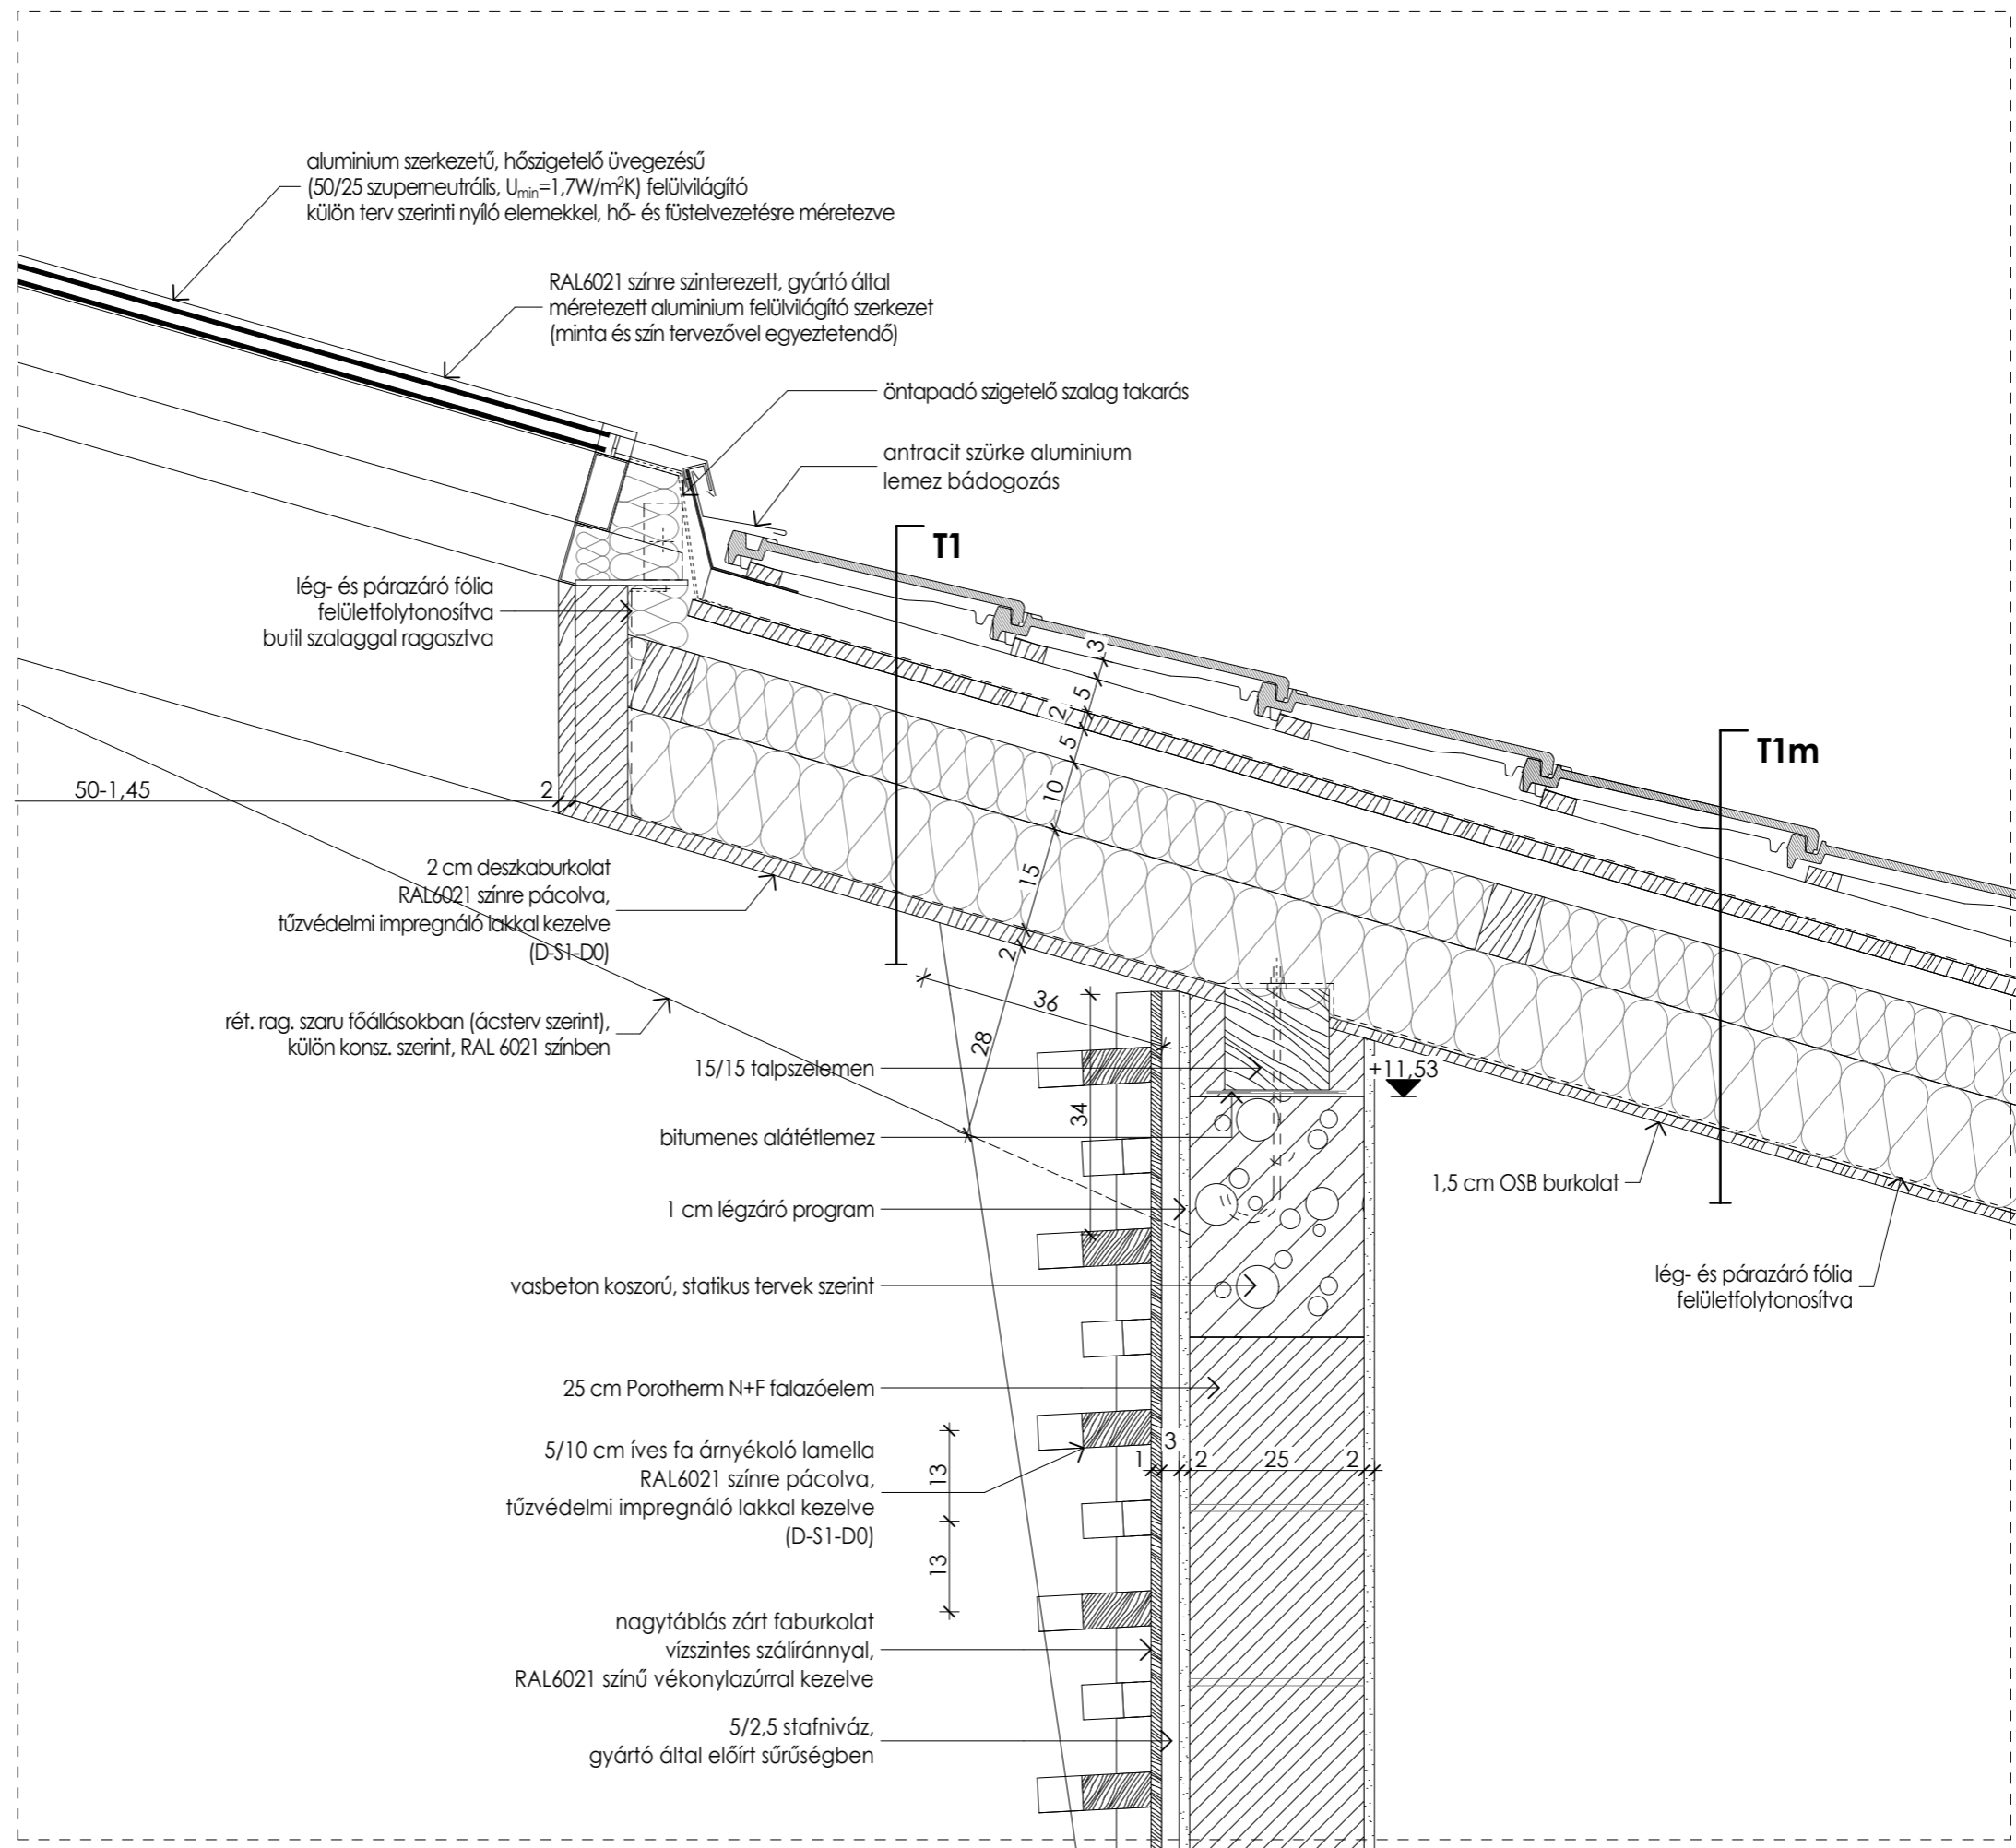 aluminium szerkezetű, hőszigetelő üvegezésű
(50/25 szuperneutrális, Umin=1,7W/m²K) felülvilágító
külön terv szerinti nyíló elemekkel, hő- és füstelvezetésre méretezve
RAL6021 színre szinterezett, gyártó által
méretezett aluminium felülvilágító szerkezet
(minta és szín tervezővel egyeztetendő)
öntapadó szigetelő szalag takarás
antracit szürke aluminium
lemez bádogozás
T1
lég- és párazáró fólia
felületfolytonosítva
butil szalaggal ragasztva
3
5
2
5
10
15
2
T1m
50-1,45
2
2 cm deszkaburkolat
RAL6021 színre pácolva,
tűzvédelmi impregnáló lakkal kezelve
(D-S1-D0)
36
28
34
rét. rag. szaru főállásokban (ácsterv szerint),
külön konsz. szerint, RAL 6021 színben
15/15 talpszelemen
+11,53
bitumenes alátétlemez
1 cm légzáró program
1,5 cm OSB burkolat
vasbeton koszorú, statikus tervek szerint
lég- és párazáró fólia
felületfolytonosítva
25 cm Porotherm N+F falazóelem
5/10 cm íves fa árnyékoló lamella
RAL6021 színre pácolva,
tűzvédelmi impregnáló lakkal kezelve
(D-S1-D0)
13
13
1
3
2
25
2
nagytáblás zárt faburkolat
vízszintes száliránnyal,
RAL6021 színű vékonylazúrral kezelve
5/2,5 stafniváz,
gyártó által előírt sűrűségben